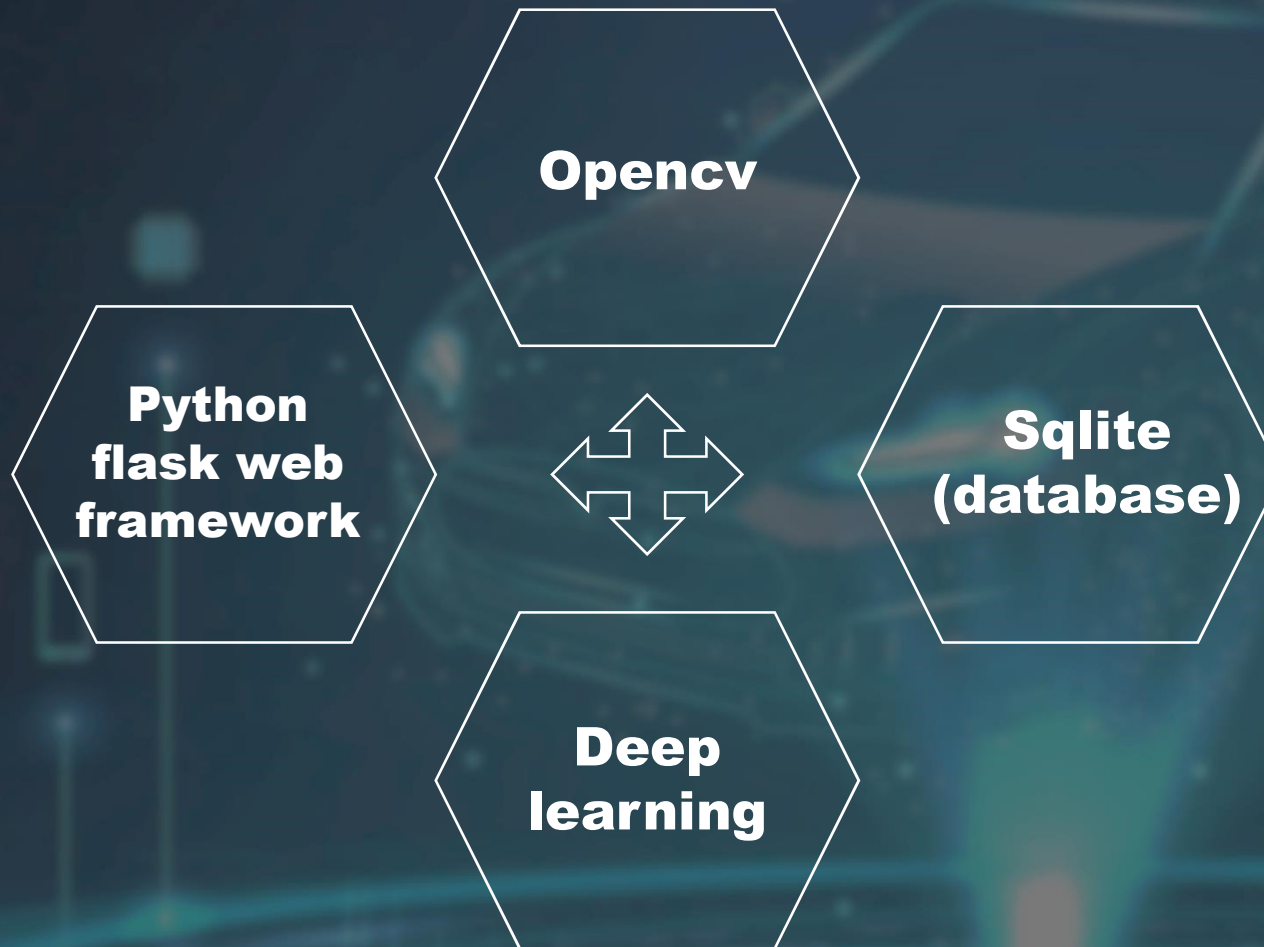 Opencv
Python
flask web
framework
Sqlite
(database)
Deep
learning